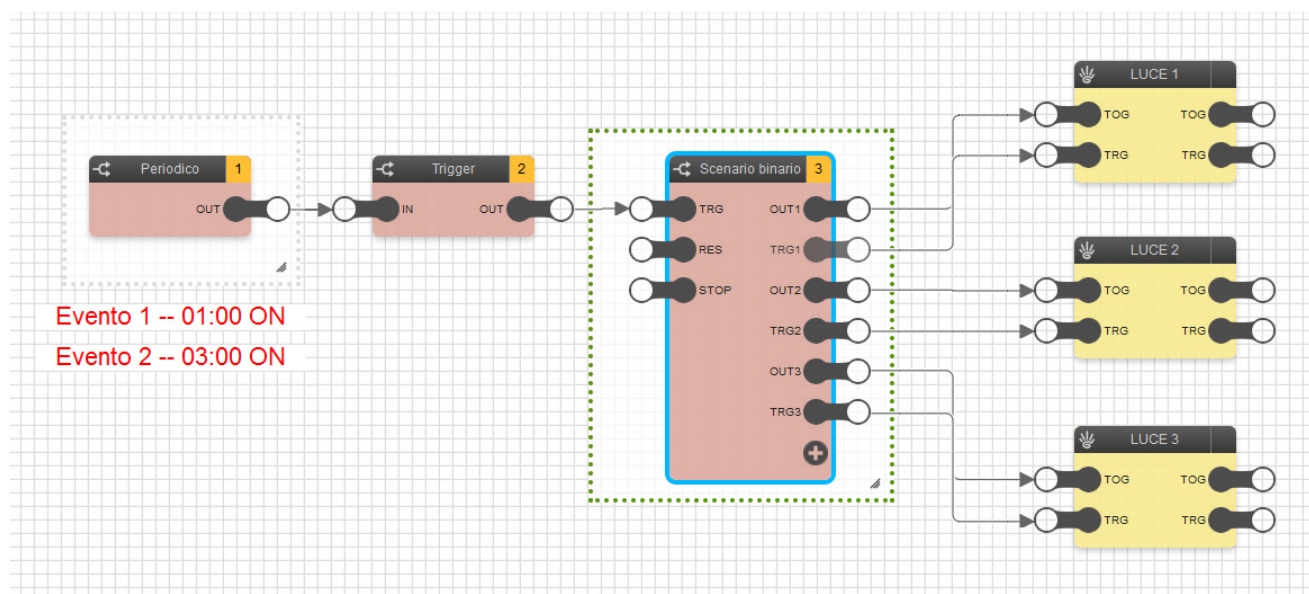 Periodico 1
OUT
Evento 1 -- 01:00 ON
Evento 2 -- 03:00 ON
Trigger 2
IN OUT
Scenario binario 3
TRG OUT1
RES TRG1
STOP OUT2
TRG2
OUT3
TRG3
LUCE 1
TOG TOG
TRG TRG
LUCE 2
TOG TOG
TRG TRG
LUCE 3
TOG TOG
TRG TRG